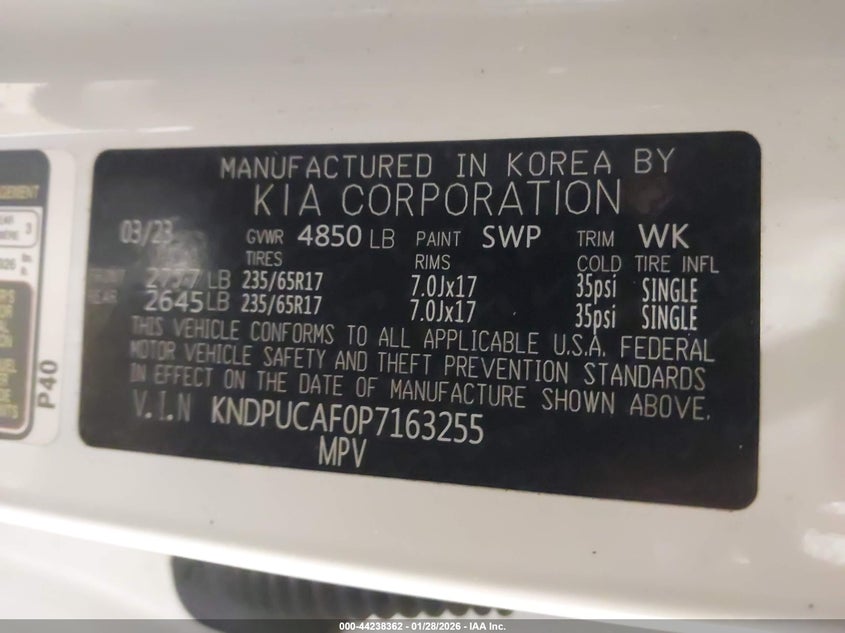 MANUFACTURED IN KOREA BY
KIA CORPORATION
03/23 GVWR 4850 LB PAINT SWP TRIM WK
TIRES RIMS COLD TIRE INFL
FRONT LB 235/65R17 7.0Jx17 35psi SINGLE
REAR 2645 LB 235/65R17 7.0Jx17 35psi SINGLE
THIS VEHICLE CONFORMS TO ALL APPLICABLE U.S.A. FEDERAL
MOTOR VEHICLE SAFETY AND THEFT PREVENTION STANDARDS
IN EFFECT ON THE DATE OF MANUFACTURE SHOWN ABOVE.
V.I.N KNDPUCAF0P7163255
MPV
P40
000-44238362 | 01/28/2026 - IAA Inc.